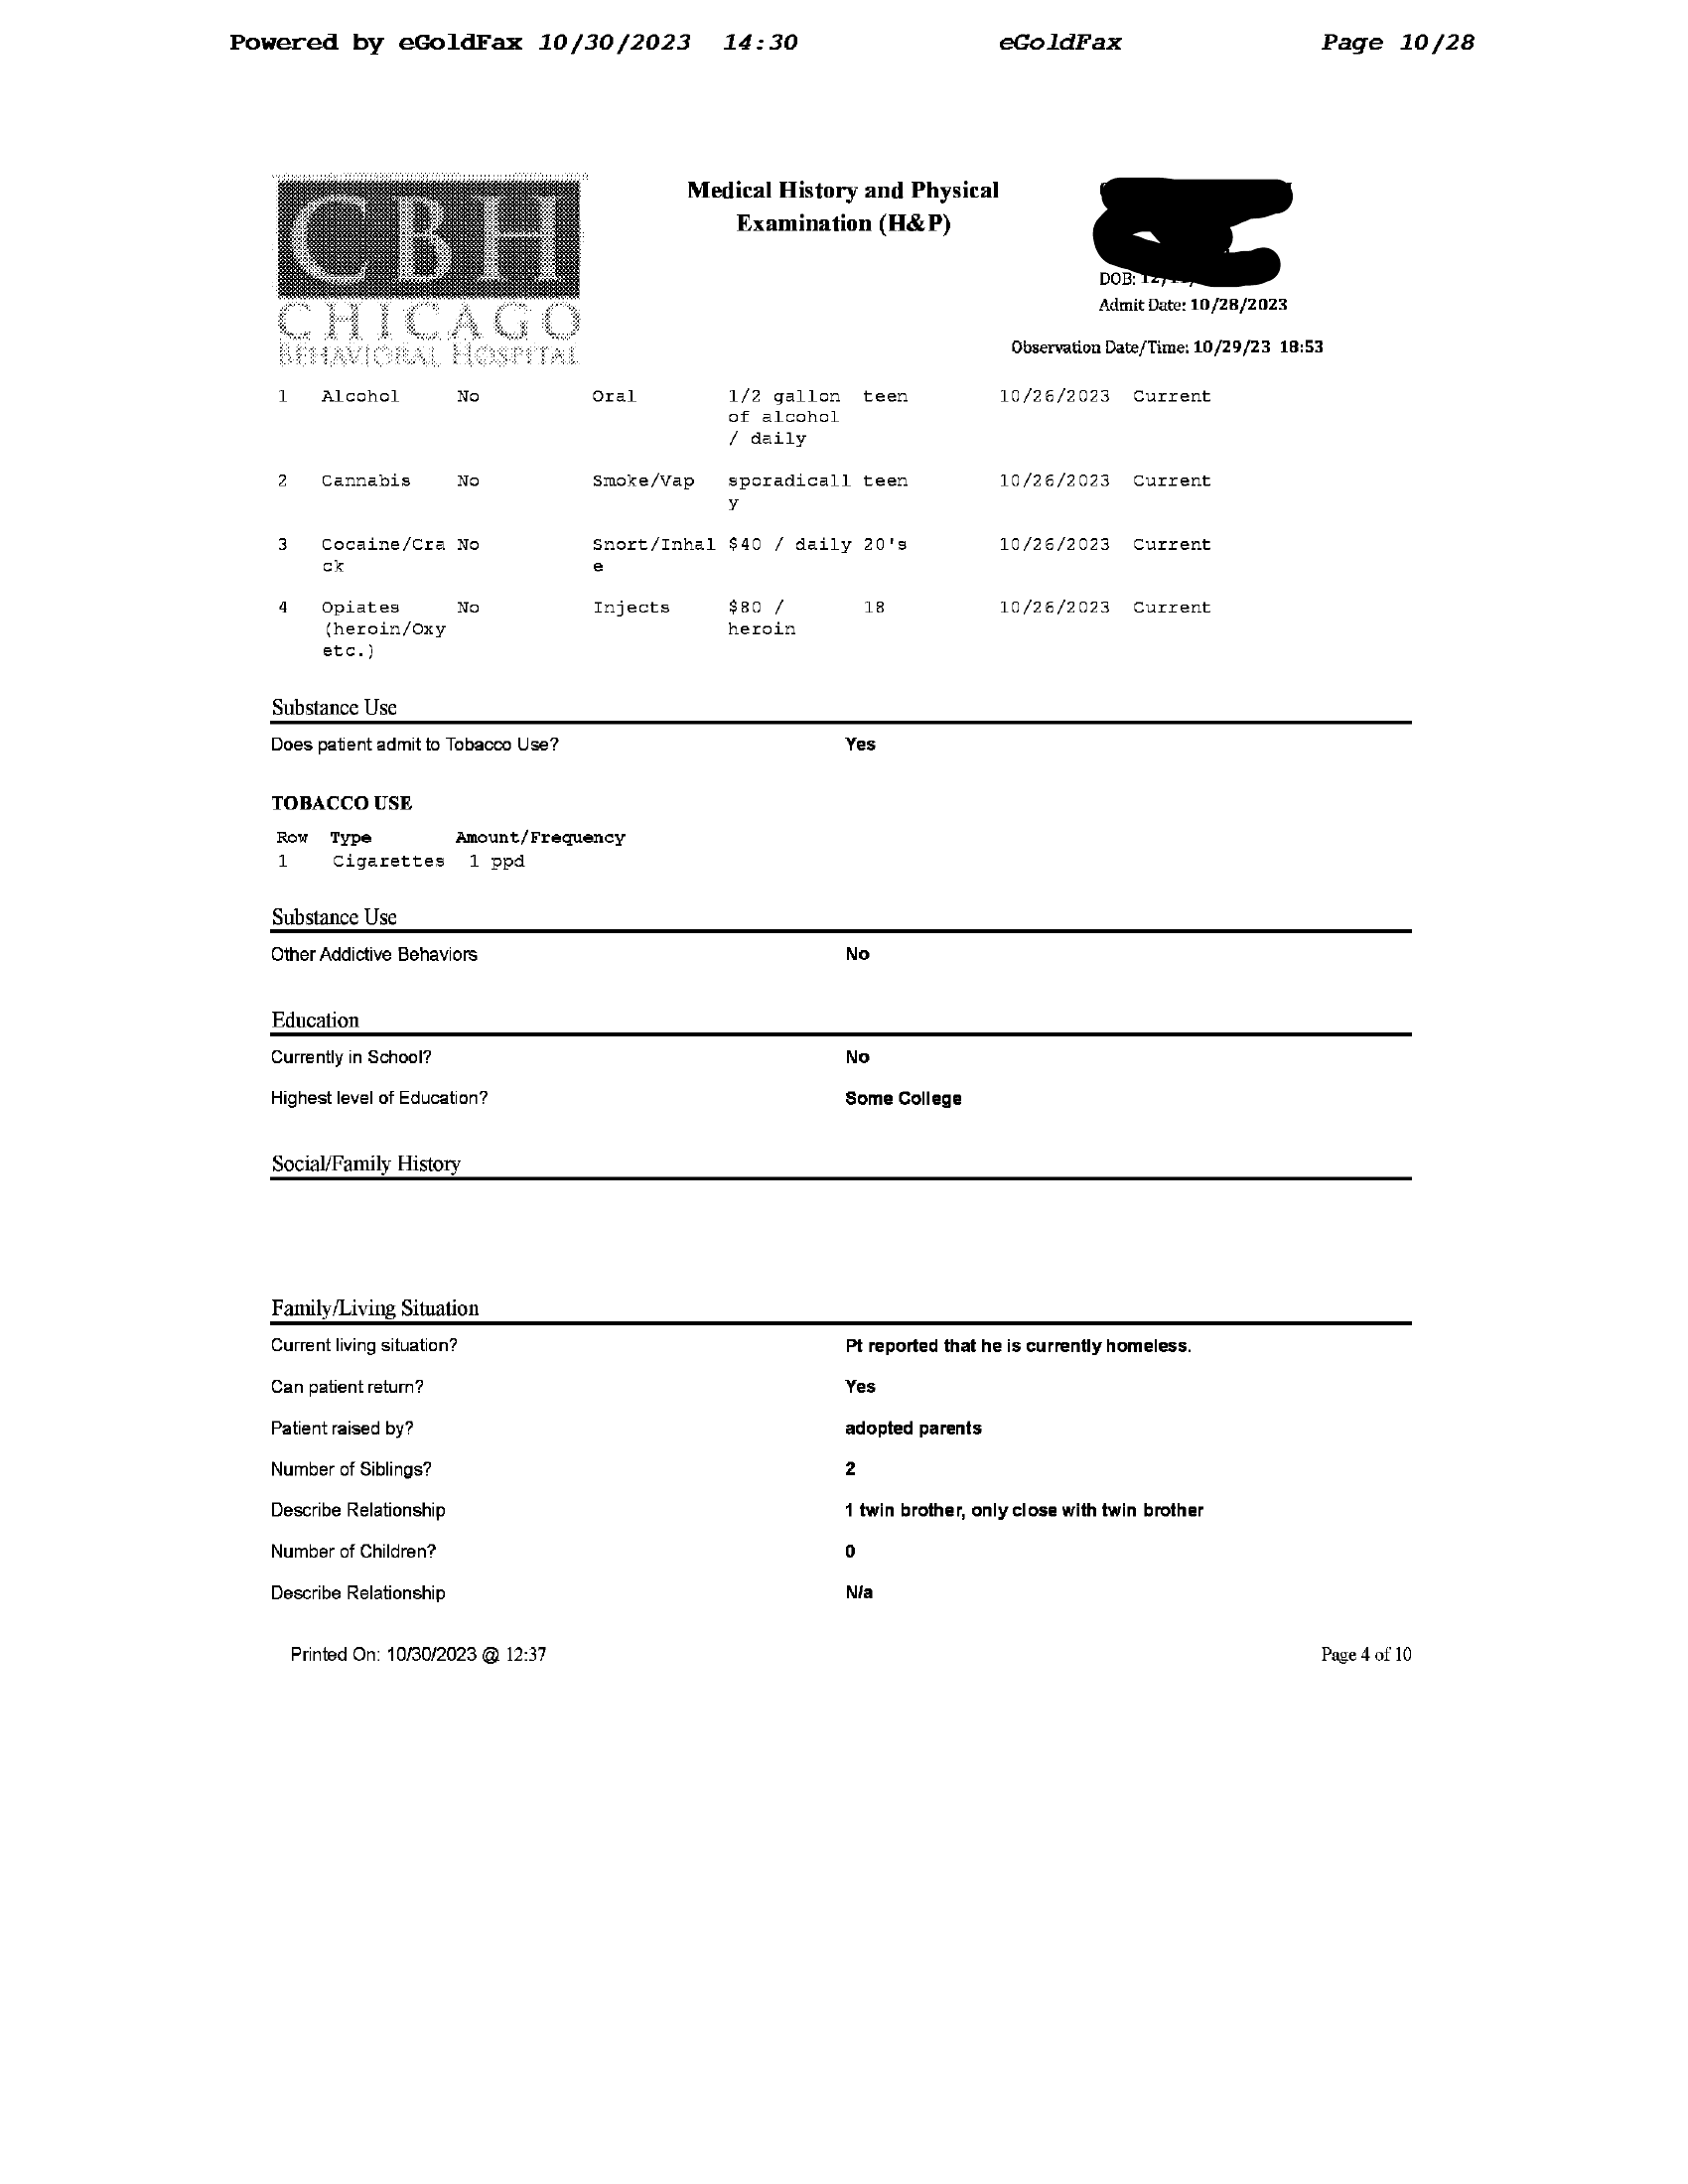 Powered by eGoldFax 10/30/2023 14:30 eGoldFax Page 10/28
CBH
CHICAGO
BEHAVIORAL HOSPITAL
Medical History and Physical
Examination (H&P)
DOB:
Admit Date: 10/28/2023
Observation Date/Time: 10/29/23 18:53
1 Alcohol No Oral 1/2 gallon teen 10/26/2023 Current
of alcohol
/ daily
2 Cannabis No Smoke/Vap sporadicall teen 10/26/2023 Current
y
3 Cocaine/Cra No Snort/Inhal $40 / daily 20's 10/26/2023 Current
ck e
4 Opiates No Injects $80 / 18 10/26/2023 Current
(heroin/Oxy heroin
etc.)
Substance Use
Does patient admit to Tobacco Use? Yes
TOBACCO USE
Row Type Amount/Frequency
1 Cigarettes 1 ppd
Substance Use
Other Addictive Behaviors No
Education
Currently in School? No
Highest level of Education? Some College
Social/Family History
Family/Living Situation
Current living situation? Pt reported that he is currently homeless.
Can patient return? Yes
Patient raised by? adopted parents
Number of Siblings? 2
Describe Relationship 1 twin brother, only close with twin brother
Number of Children? 0
Describe Relationship N/a
Printed On: 10/30/2023 @ 12:37 Page 4 of 10